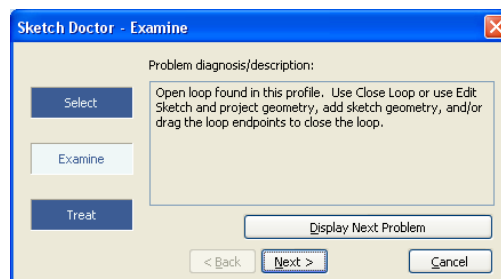 Sketch Doctor - Examine
Problem diagnosis/description:
Select
Examine
Treat
Open loop found in this profile. Use Close Loop or use Edit
Sketch and project geometry, add sketch geometry, and/or
drag the loop endpoints to close the loop.
Display Next Problem
< Back
Next >
Cancel